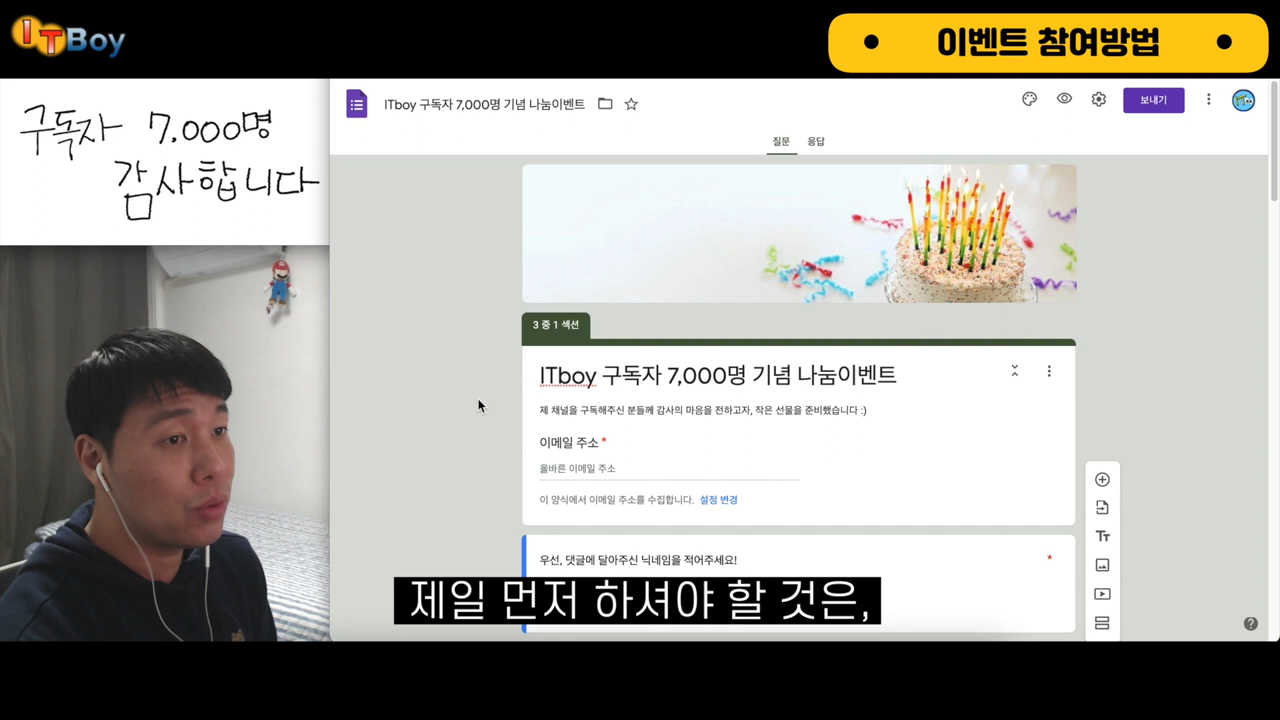 ITBoy
이벤트 참여방법
구독자 7.000명
감사합니다
ITboy 구독자 7,000명 기념 나눔이벤트
보내기
질문 응답
3 중 1 섹션
ITboy 구독자 7,000명 기념 나눔이벤트
제 채널을 구독해주신 분들께 감사의 마음을 전하고자, 작은 선물을 준비했습니다 :)
이메일 주소 *
올바른 이메일 주소
이 양식에서 이메일 주소를 수집합니다. 설정 변경
우선, 댓글에 달아주신 닉네임을 적어주세요! *
Tт
제일 먼저 하셔야 할 것은,